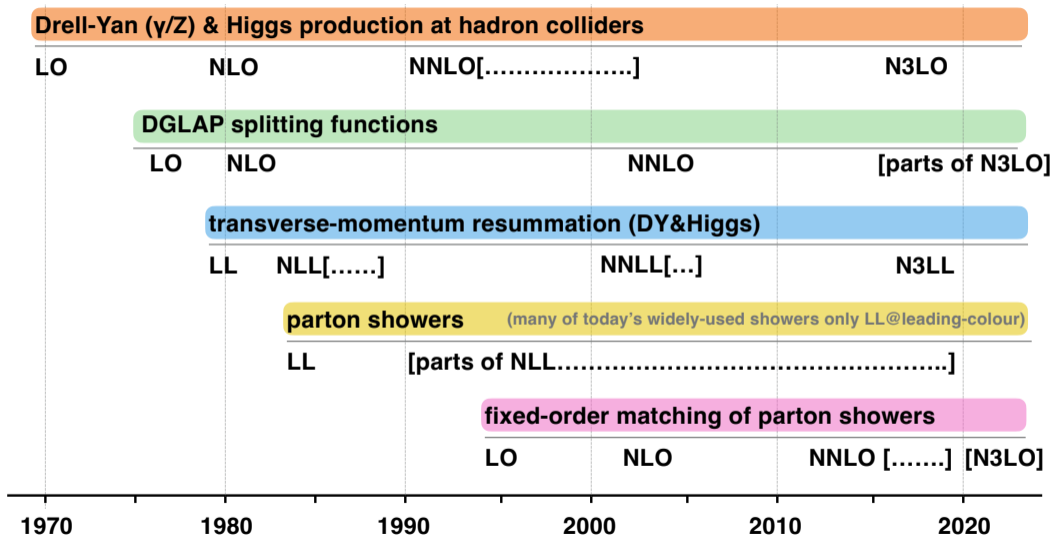 Drell-Yan (γ/Z) & Higgs production at hadron colliders
LO NLO NNLO[………………..] N3LO
DGLAP splitting functions
LO NLO NNLO [parts of N3LO]
transverse-momentum resummation (DY&Higgs)
LL NLL[……] NNLL[…] N3LL
parton showers (many of today's widely-used showers only LL@leading-colour)
LL [parts of NLL…………………………………………..]
fixed-order matching of parton showers
LO NLO NNLO […….] [N3LO]
1970 1980 1990 2000 2010 2020